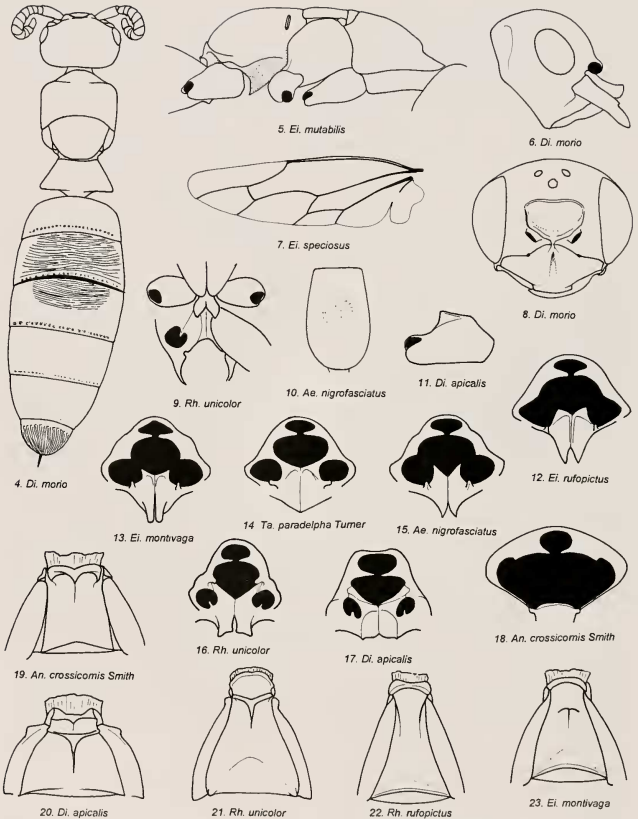 5. Ei. mutabilis
6. Di. morio
7. Ei. speciosus
8. Di. morio
9. Rh. unicolor
10. Ae. nigrofasciatus
11. Di. apicalis
4. Di. morio
12. Ei. rufopictus
13. Ei. montivaga
14 Ta. paradelpha Turner
15. Ae. nigrofasciatus
16. Rh. unicolor
17. Di. apicalis
18. An. crossicornis Smith
19. An. crossicornis Smith
20. Di. apicalis
21. Rh. unicolor
22. Rh. rufopictus
23. Ei. montivaga